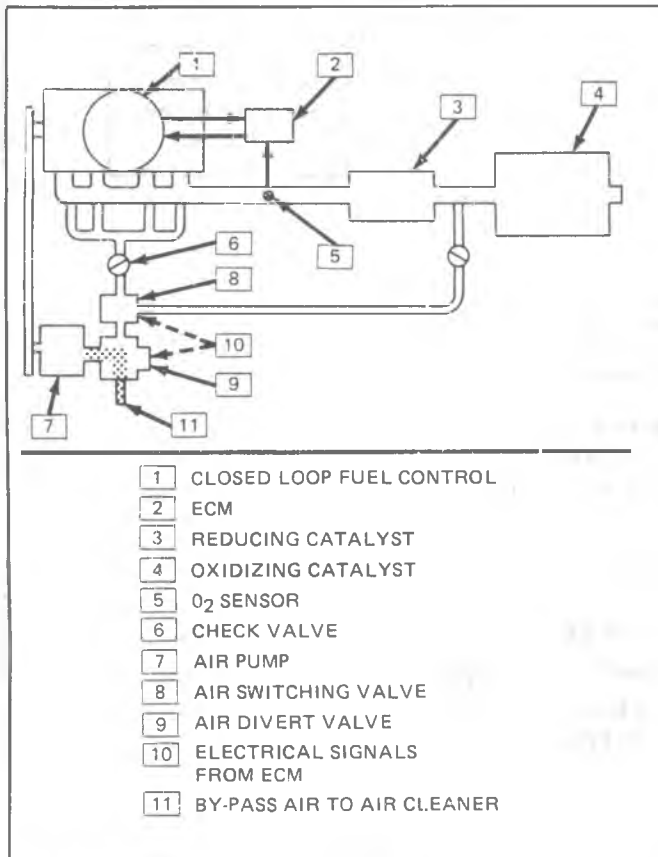 1
2
3
4
5
6
8
10
9
7
11
1 CLOSED LOOP FUEL CONTROL
2 ECM
3 REDUCING CATALYST
4 OXIDIZING CATALYST
5 O2 SENSOR
6 CHECK VALVE
7 AIR PUMP
8 AIR SWITCHING VALVE
9 AIR DIVERT VALVE
10 ELECTRICAL SIGNALS
FROM ECM
11 BY-PASS AIR TO AIR CLEANER